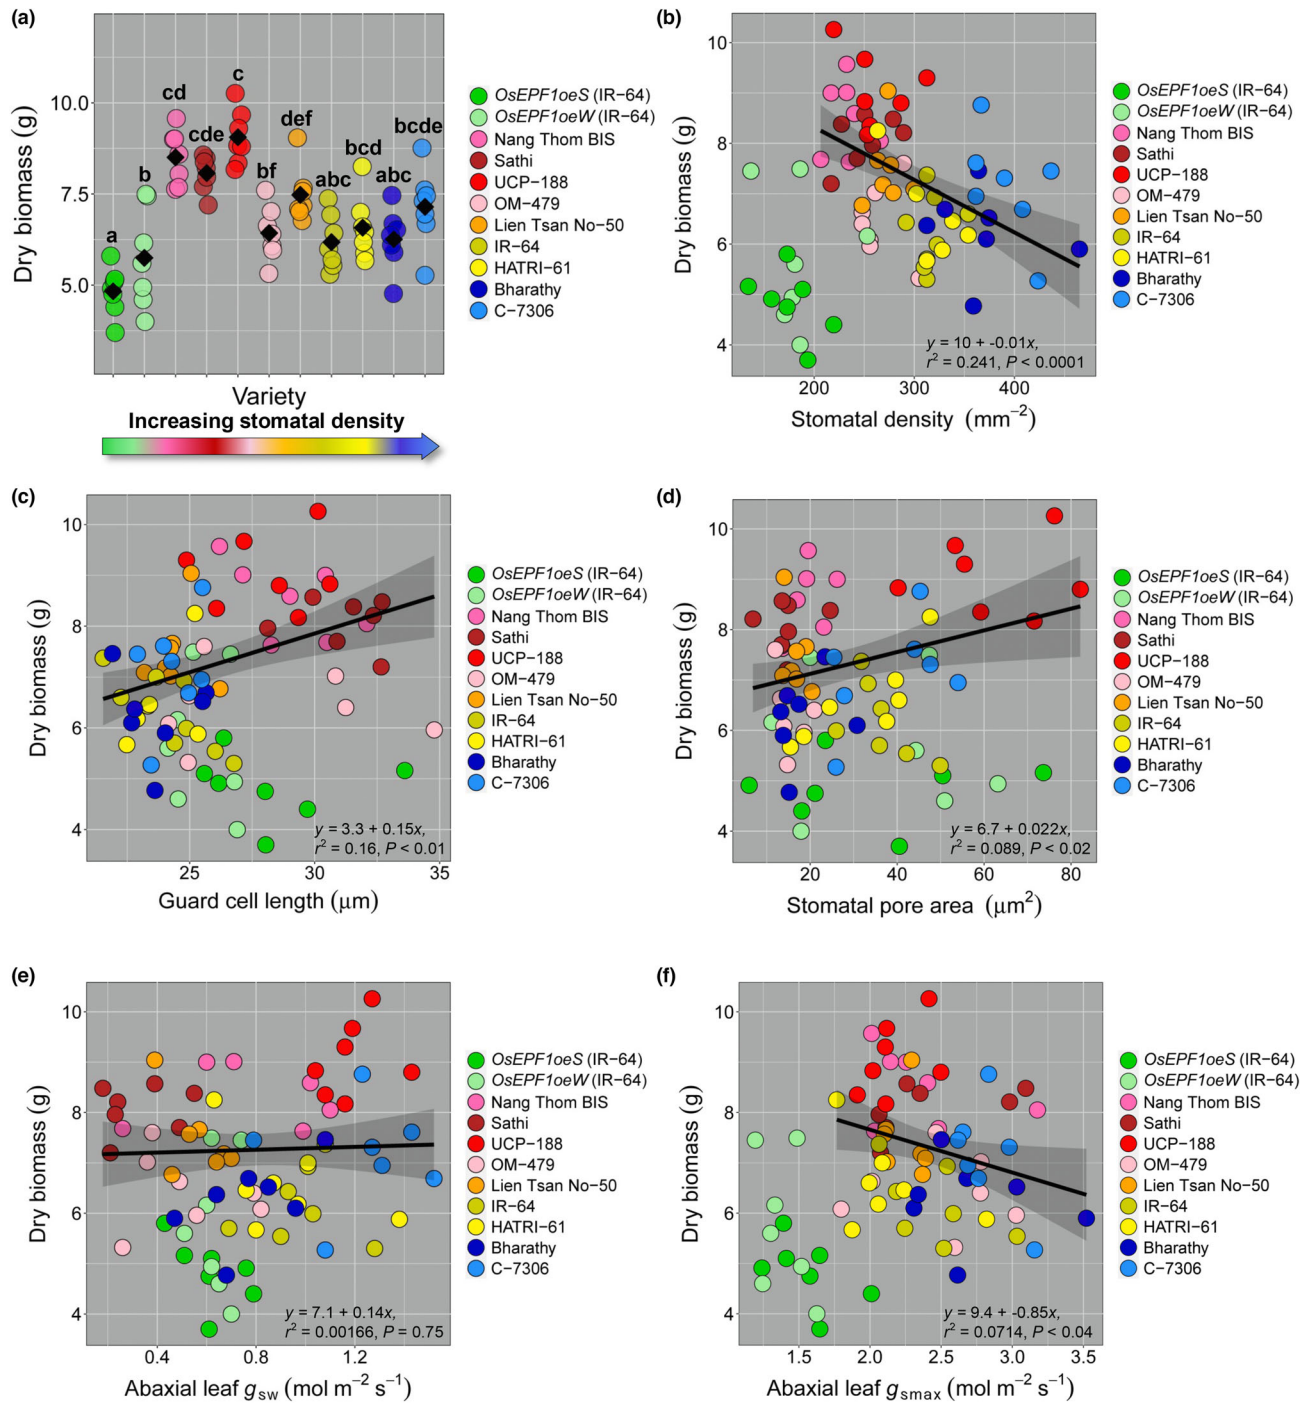 (a)
Dry biomass (g)
10.0
7.5
5.0
a
b
cd
cde
c
bf
def
abc
bcd
abc
bcde
Variety
Increasing stomatal density
OsEPF1oeS (IR−64)
OsEPF1oeW (IR−64)
Nang Thom BIS
Sathi
UCP−188
OM−479
Lien Tsan No−50
IR−64
HATRI−61
Bharathy
C−7306
(b)
Dry biomass (g)
10
8
6
4
y = 10 + -0.01x,
r² = 0.241, P < 0.0001
200 300 400
Stomatal density (mm⁻²)
OsEPF1oeS (IR−64)
OsEPF1oeW (IR−64)
Nang Thom BIS
Sathi
UCP−188
OM−479
Lien Tsan No−50
IR−64
HATRI−61
Bharathy
C−7306
(c)
Dry biomass (g)
10
8
6
4
y = 3.3 + 0.15x,
r² = 0.16, P < 0.01
25 30 35
Guard cell length (μm)
OsEPF1oeS (IR−64)
OsEPF1oeW (IR−64)
Nang Thom BIS
Sathi
UCP−188
OM−479
Lien Tsan No−50
IR−64
HATRI−61
Bharathy
C−7306
(d)
Dry biomass (g)
10
8
6
4
y = 6.7 + 0.022x,
r² = 0.089, P < 0.02
20 40 60 80
Stomatal pore area (μm²)
OsEPF1oeS (IR−64)
OsEPF1oeW (IR−64)
Nang Thom BIS
Sathi
UCP−188
OM−479
Lien Tsan No−50
IR−64
HATRI−61
Bharathy
C−7306
(e)
Dry biomass (g)
10
8
6
4
y = 7.1 + 0.14x,
r² = 0.00166, P = 0.75
0.4 0.8 1.2
Abaxial leaf gsw (mol m⁻² s⁻¹)
OsEPF1oeS (IR−64)
OsEPF1oeW (IR−64)
Nang Thom BIS
Sathi
UCP−188
OM−479
Lien Tsan No−50
IR−64
HATRI−61
Bharathy
C−7306
(f)
Dry biomass (g)
10
8
6
4
y = 9.4 + -0.85x,
r² = 0.0714, P < 0.04
1.5 2.0 2.5 3.0 3.5
Abaxial leaf gsmax (mol m⁻² s⁻¹)
OsEPF1oeS (IR−64)
OsEPF1oeW (IR−64)
Nang Thom BIS
Sathi
UCP−188
OM−479
Lien Tsan No−50
IR−64
HATRI−61
Bharathy
C−7306